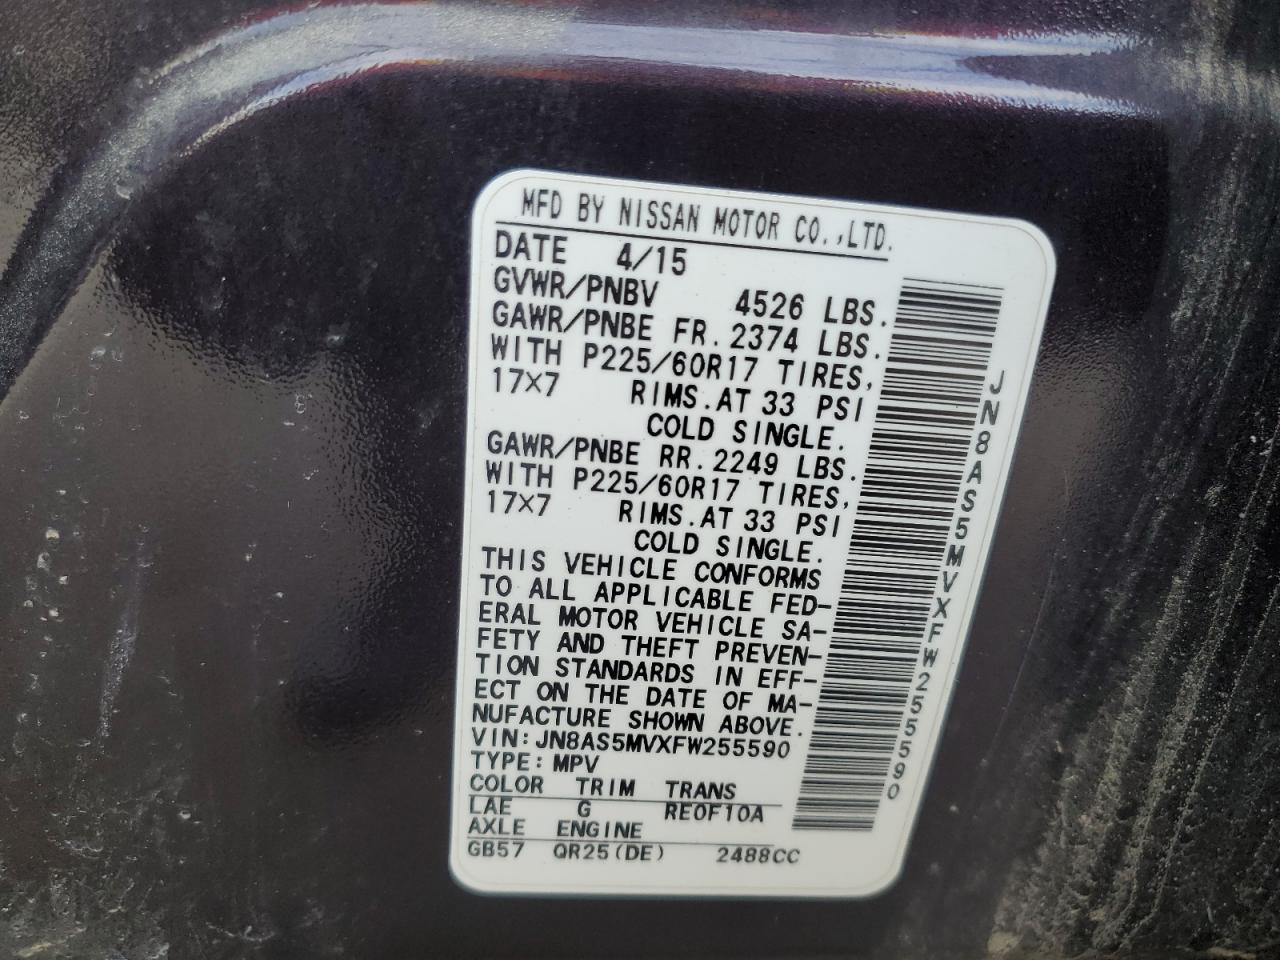 MFD BY NISSAN MOTOR CO.,LTD.
DATE 4/15
GVWR/PNBV 4526 LBS.
GAWR/PNBE FR. 2374 LBS.
WITH P225/60R17 TIRES,
17X7 RIMS.AT 33 PSI
COLD SINGLE.
GAWR/PNBE RR. 2249 LBS.
WITH P225/60R17 TIRES,
17X7 RIMS.AT 33 PSI
COLD SINGLE.
THIS VEHICLE CONFORMS
TO ALL APPLICABLE FED-
ERAL MOTOR VEHICLE SA-
FETY AND THEFT PREVEN-
TION STANDARDS IN EFF-
ECT ON THE DATE OF MA-
NUFACTURE SHOWN ABOVE.
VIN: JN8AS5MVXFW255590
TYPE: MPV
COLOR TRIM TRANS
LAE G RE0F10A
AXLE ENGINE
GB57 QR25(DE) 2488CC
JN8AS5MVXFW255590